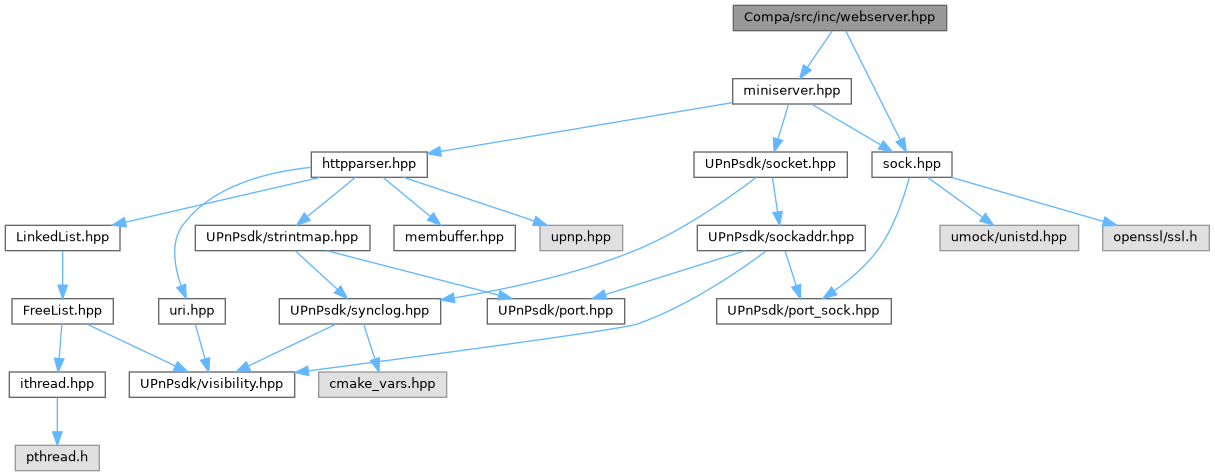 Compa/src/inc/webserver.hpp
miniserver.hpp
httpparser.hpp
UPnPsdk/socket.hpp
sock.hpp
LinkedList.hpp
UPnPsdk/strintmap.hpp
membuffer.hpp
upnp.hpp
UPnPsdk/sockaddr.hpp
umock/unistd.hpp
openssl/ssl.h
FreeList.hpp
uri.hpp
UPnPsdk/synclog.hpp
UPnPsdk/port.hpp
UPnPsdk/port_sock.hpp
ithread.hpp
UPnPsdk/visibility.hpp
cmake_vars.hpp
pthread.h